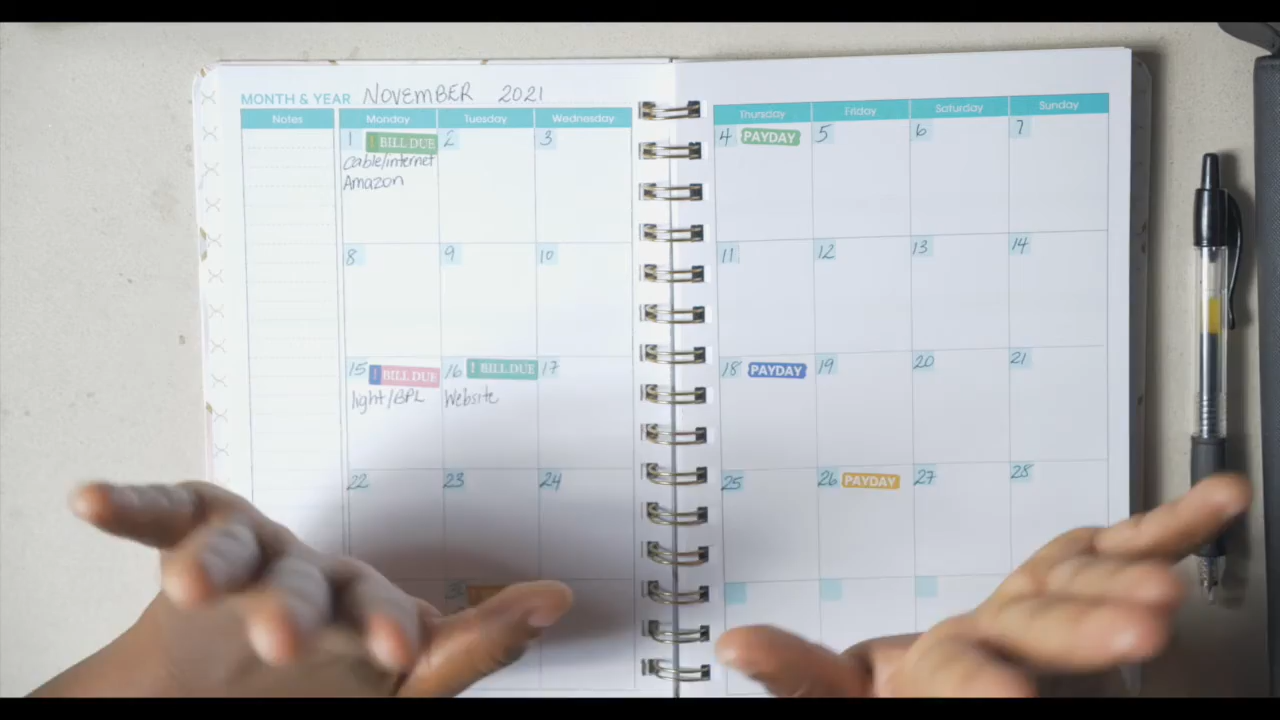 MONTH & YEAR NOVEMBER 2021
Notes Monday Tuesday Wednesday Thursday Friday Saturday Sunday
1 ! BILL DUE 2 3 4 PAYDAY 5 6 7
Cable/internet
Amazon
8 9 10 11 12 13 14
15 ! BILL DUE 16 ! BILL DUE 17 18 PAYDAY 19 20 21
light/BPL Website
22 23 24 25 26 PAYDAY 27 28
30